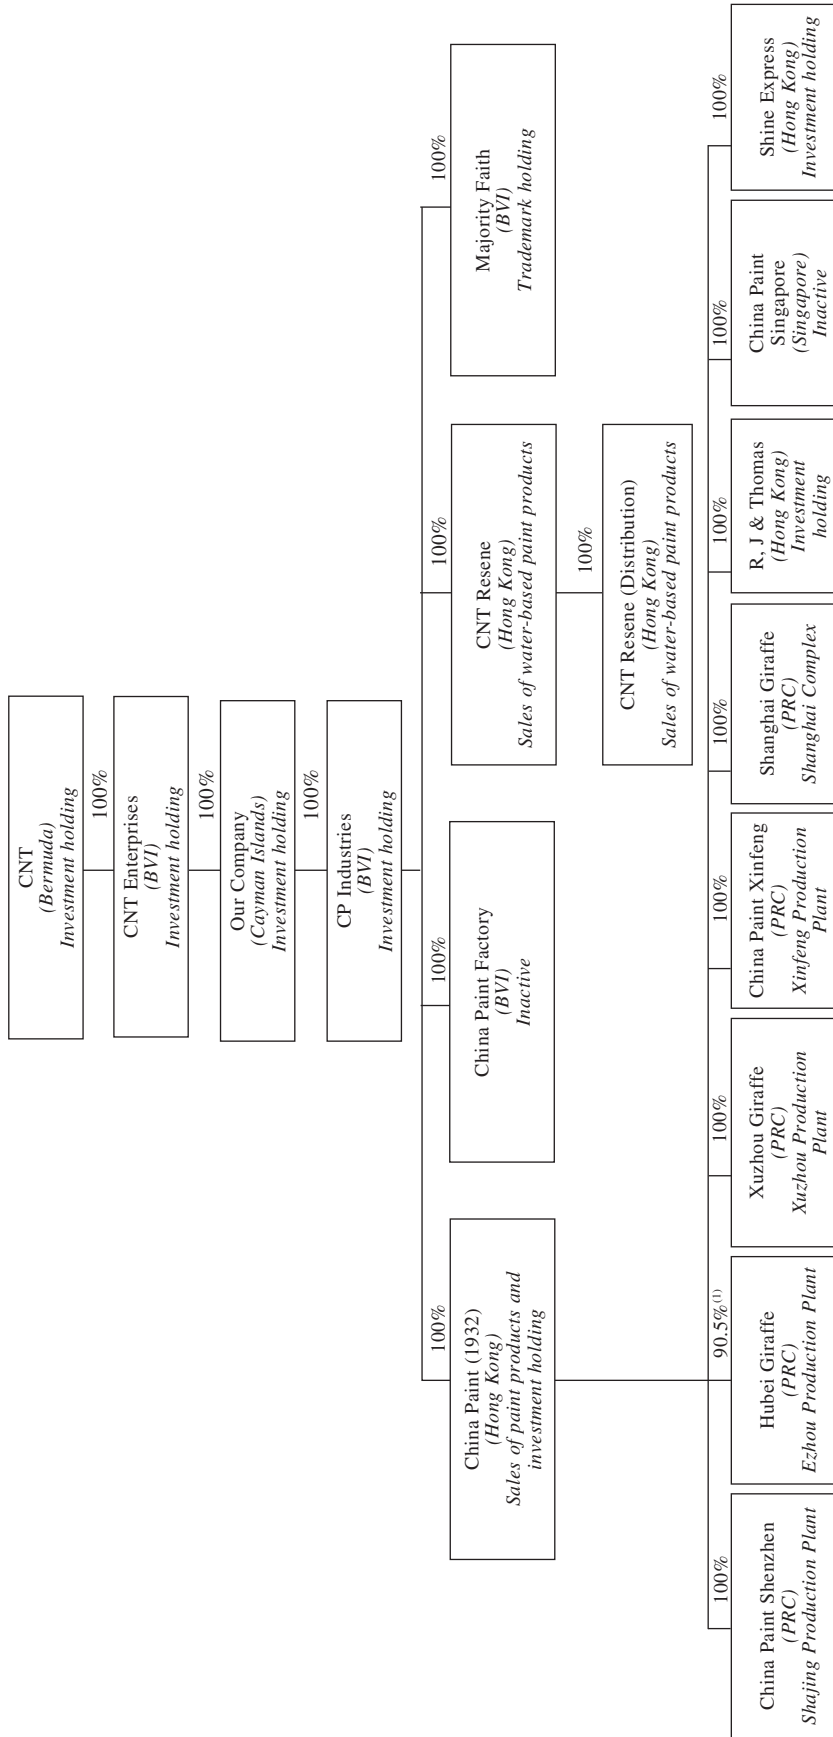 CNT
(Bermuda)
Investment holding
100%
CNT Enterprises
(BVI)
Investment holding
100%
Our Company
(Cayman Islands)
Investment holding
100%
CP Industries
(BVI)
Investment holding
100%
100%
100%
100%
China Paint (1932)
(Hong Kong)
Sales of paint products and
investment holding
China Paint Factory
(BVI)
Inactive
CNT Resene
(Hong Kong)
Sales of water-based paint products
Majority Faith
(BVI)
Trademark holding
100%
CNT Resene (Distribution)
(Hong Kong)
Sales of water-based paint products
100%
90.5%(1)
100%
100%
100%
100%
100%
100%
China Paint Shenzhen
(PRC)
Shajing Production Plant
Hubei Giraffe
(PRC)
Ezhou Production Plant
Xuzhou Giraffe
(PRC)
Xuzhou Production
Plant
China Paint Xinfeng
(PRC)
Xinfeng Production
Plant
Shanghai Giraffe
(PRC)
Shanghai Complex
R, J & Thomas
(Hong Kong)
Investment
holding
China Paint
Singapore
(Singapore)
Inactive
Shine Express
(Hong Kong)
Investment holding